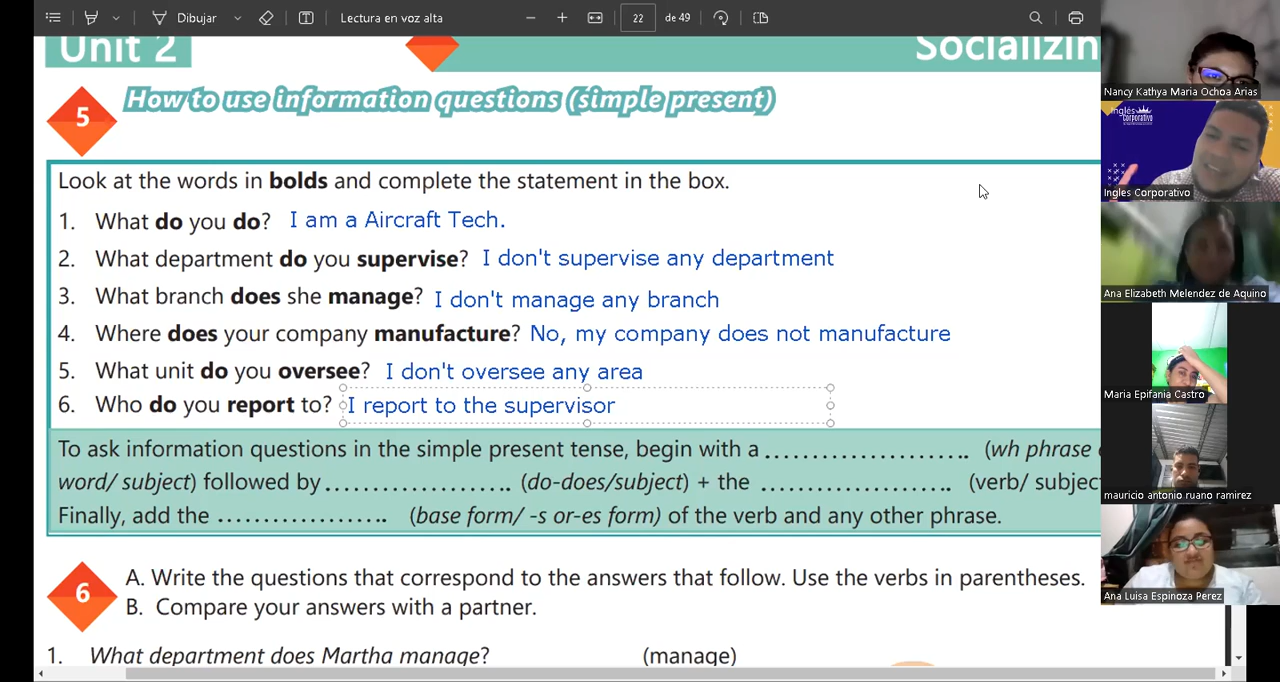 Dibujar
Lectura en voz alta
22
de 49
Unit 2
Socializin
5
How to use information questions (simple present)
Look at the words in bolds and complete the statement in the box.
1. What do you do? I am a Aircraft Tech.
2. What department do you supervise? I don't supervise any department
3. What branch does she manage? I don't manage any branch
4. Where does your company manufacture? No, my company does not manufacture
5. What unit do you oversee? I don't oversee any area
6. Who do you report to? I report to the supervisor
To ask information questions in the simple present tense, begin with a ...................... (wh phrase
word/ subject) followed by .................... (do-does/subject) + the .................... (verb/ subjec
Finally, add the .................. (base form/ -s or-es form) of the verb and any other phrase.
6
A. Write the questions that correspond to the answers that follow. Use the verbs in parentheses.
B. Compare your answers with a partner.
1. What department does Martha manage? (manage)
Nancy Kathya Maria Ochoa Arias
Inglés
Corporativo
Ingles Corporativo
Ana Elizabeth Melendez de Aquino
Maria Epifania Castro
mauricio antonio ruano ramirez
Ana Luisa Espinoza Perez